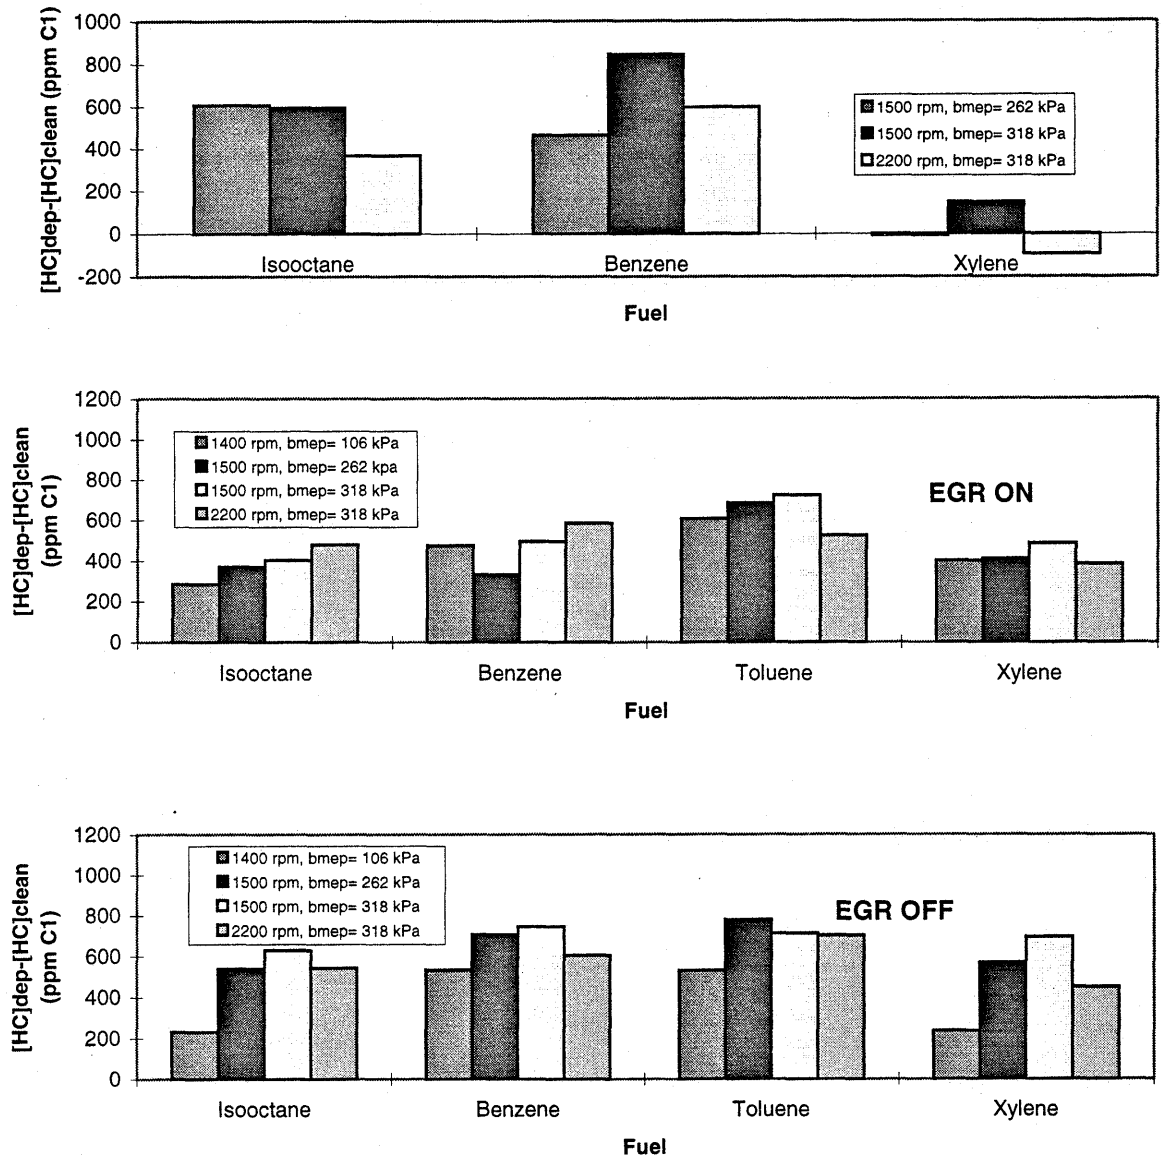 [HC]dep-[HC]clean (ppm C1)
1000
800
600
400
200
0
-200
1500 rpm, bmep= 262 kPa
1500 rpm, bmep= 318 kPa
2200 rpm, bmep= 318 kPa
Isooctane Benzene Xylene
Fuel
[HC]dep-[HC]clean
(ppm C1)
1200
1000
800
600
400
200
0
1400 rpm, bmep= 106 kPa
1500 rpm, bmep= 262 kpa
1500 rpm, bmep= 318 kPa
2200 rpm, bmep= 318 kPa
EGR ON
Isooctane Benzene Toluene Xylene
Fuel
[HC]dep-[HC]clean
(ppm C1)
1200
1000
800
600
400
200
0
1400 rpm, bmep= 106 kPa
1500 rpm, bmep= 262 kPa
1500 rpm, bmep= 318 kPa
2200 rpm, bmep= 318 kPa
EGR OFF
Isooctane Benzene Toluene Xylene
Fuel